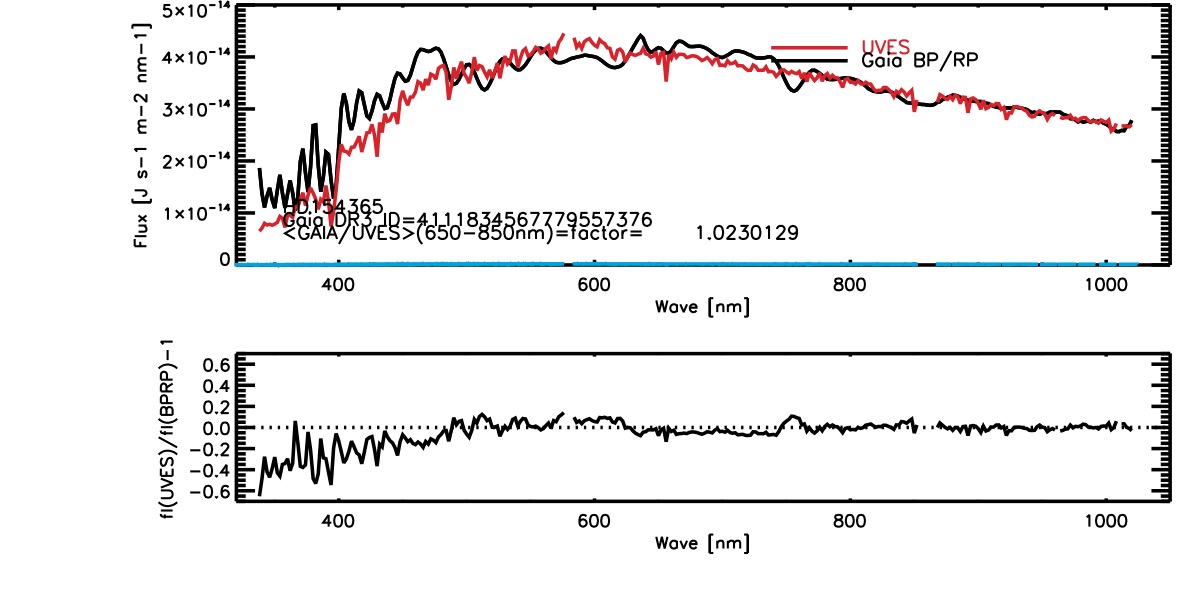 5×10−14
4×10−14
3×10−14
2×10−14
1×10−14
0
Flux [J s−1 m−2 nm−1]
UVES
Gaia BP/RP
HD154365
Gaia DR3 ID=4111834567779557376
<GAIA/UVES>(650−850nm)=factor= 1.0230129
400 600 800 1000
Wave [nm]
fl(UVES)/fl(BPRP)−1
0.6
0.4
0.2
0.0
−0.2
−0.4
−0.6
400 600 800 1000
Wave [nm]